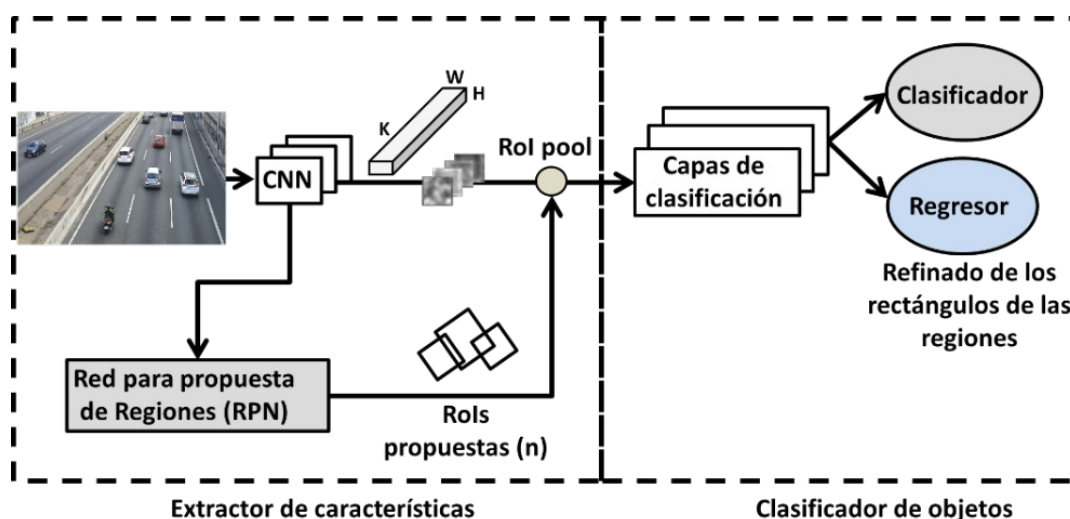 W
H
K
CNN
RoI pool
Capas de
clasificación
Clasificador
Regresor
Refinado de los
rectángulos de las
regiones
Red para propuesta
de Regiones (RPN)
RoIs
propuestas (n)
Extractor de características
Clasificador de objetos